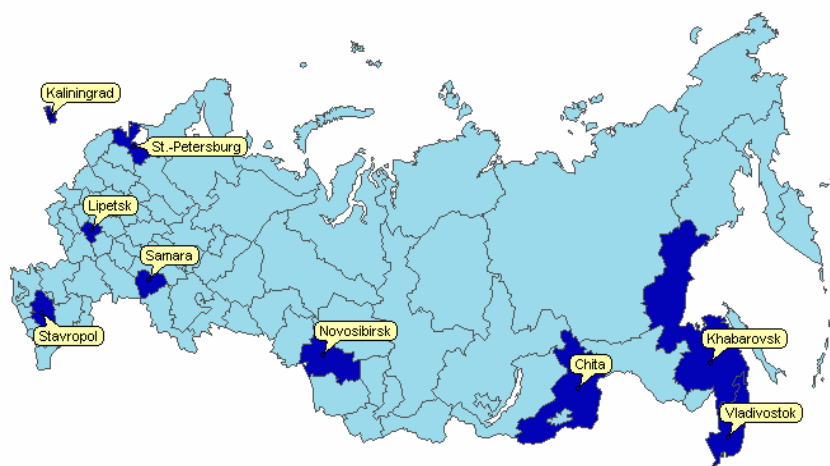 Kaliningrad
St.-Petersburg
Lipetsk
Samara
Stavropol
Novosibirsk
Khabarovsk
Chita
Vladivostok